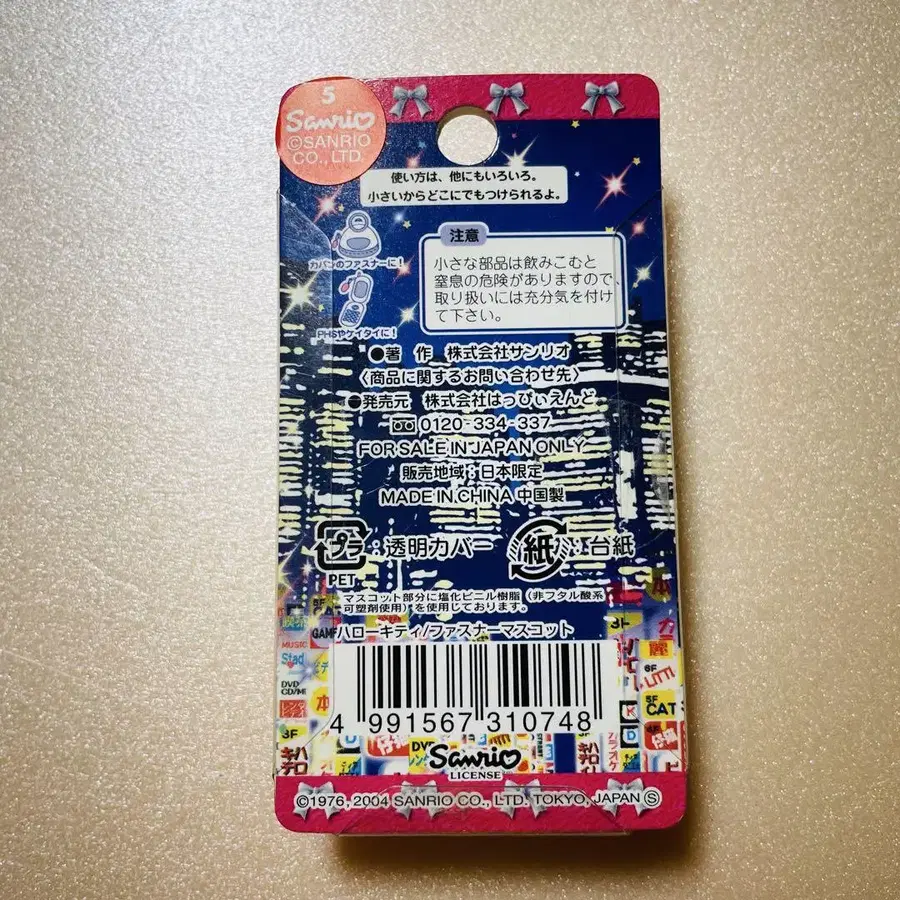 5
Sanrio
©SANRIO
CO., LTD.
使い方は、他にもいろいろ。
小さいからどこにでもつけられるよ。
カバンのファスナーに!
PHSやケイタイに!
注意
小さな部品は飲みこむと
窒息の危険がありますので、
取り扱いには充分気を付け
て下さい。
●著 作 株式会社サンリオ
〈商品に関するお問い合わせ先〉
●発売元 株式会社はっぴぃえんど
0120-334-337
FOR SALE IN JAPAN ONLY
販売地域:日本限定
MADE IN CHINA 中国製
プラ:透明カバー
PET
紙:台紙
マスコット部分に塩化ビニル樹脂(非フタル酸系
可塑剤使用)を使用しております。
ハローキティ/ファスナーマスコット
4 991567 310748
Sanrio
LICENSE
©1976, 2004 SANRIO CO., LTD. TOKYO, JAPAN Ⓢ
MUSIC
DVD
本
3F
DVD
6F
5F
CAT
K
D
本